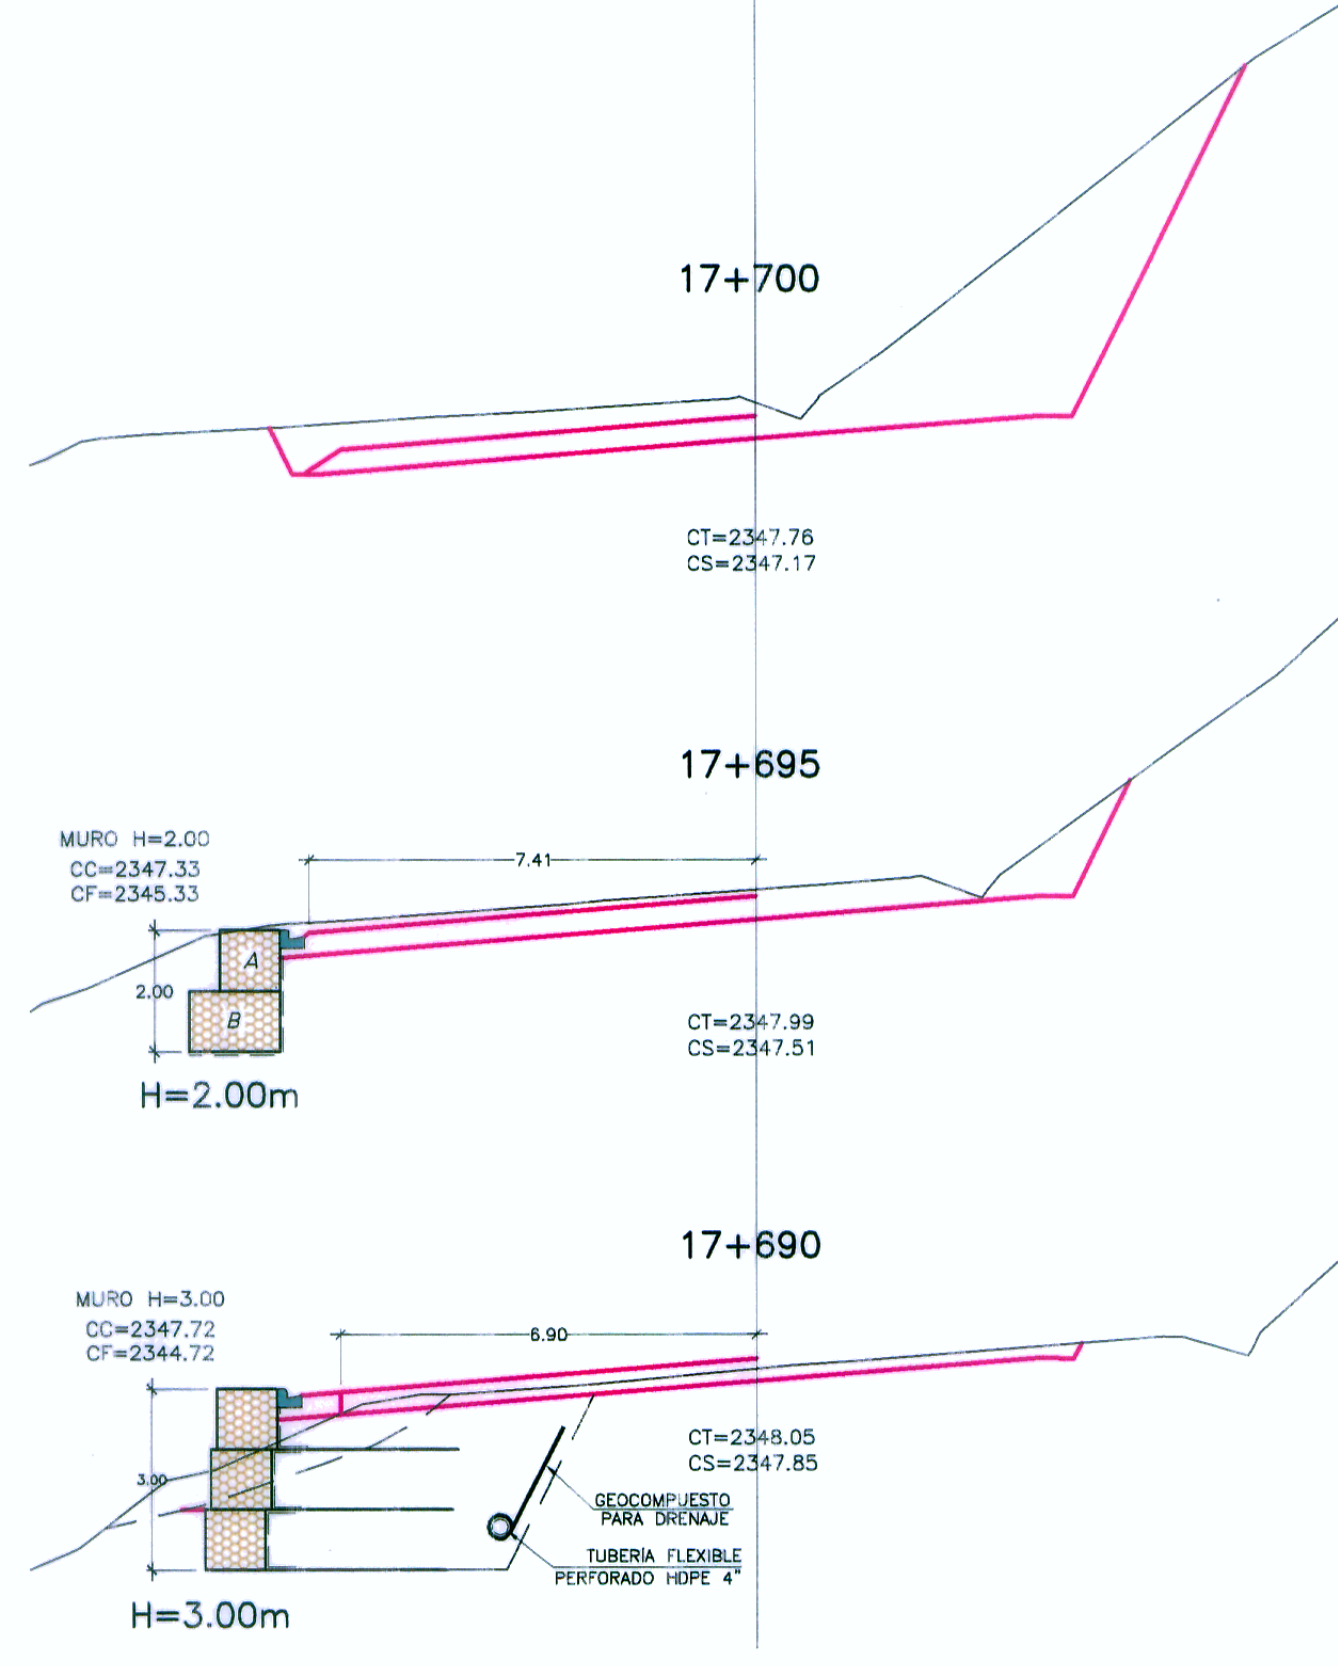 17+700
CT=2347.76
CS=2347.17
17+695
MURO H=2.00
CC=2347.33
CF=2345.33
7.41
A
2.00
B
CT=2347.99
CS=2347.51
H=2.00m
17+690
MURO H=3.00
CC=2347.72
CF=2344.72
6.90
CT=2348.05
CS=2347.85
3.00
GEOCOMPUESTO
PARA DRENAJE
TUBERÍA FLEXIBLE
PERFORADO HDPE 4"
H=3.00m